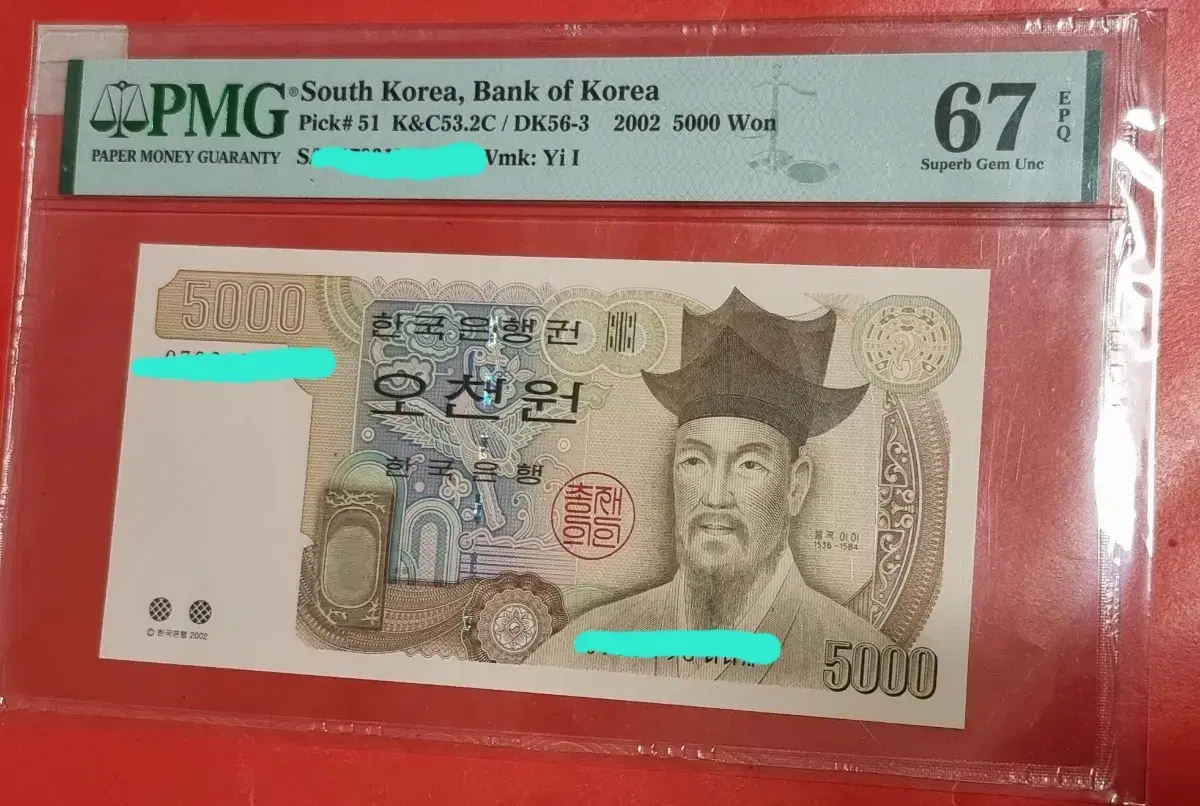 PMG® South Korea, Bank of Korea
PAPER MONEY GUARANTY
Pick# 51 K&C53.2C / DK56-3 2002 5000 Won
Vmk: Yi I
67
EPQ
Superb Gem Unc
5000
한국은행권
오천원
한국은행
총재의인
율곡 이이
1536-1584
© 한국은행 2002
5000